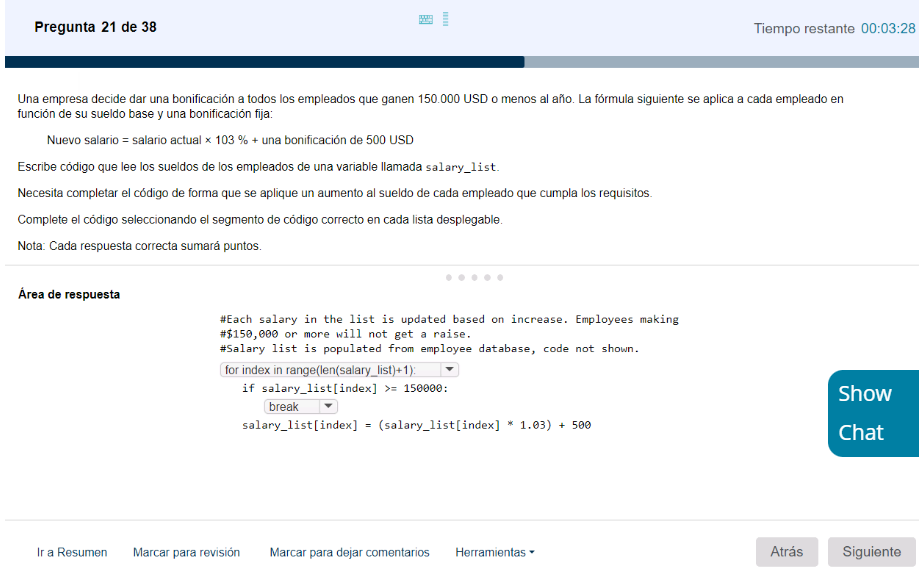 Pregunta 21 de 38
Tiempo restante 00:03:28
Una empresa decide dar una bonificación a todos los empleados que ganen 150.000 USD o menos al año. La fórmula siguiente se aplica a cada empleado en
función de su sueldo base y una bonificación fija:
Nuevo salario = salario actual × 103 % + una bonificación de 500 USD
Escribe código que lee los sueldos de los empleados de una variable llamada salary_list.
Necesita completar el código de forma que se aplique un aumento al sueldo de cada empleado que cumpla los requisitos.
Complete el código seleccionando el segmento de código correcto en cada lista desplegable.
Nota: Cada respuesta correcta sumará puntos.
Área de respuesta
#Each salary in the list is updated based on increase. Employees making
#$150,000 or more will not get a raise.
#Salary list is populated from employee database, code not shown.
for index in range(len(salary_list)+1):
if salary_list[index] >= 150000:
break
salary_list[index] = (salary_list[index] * 1.03) + 500
Show
Chat
Ir a Resumen Marcar para revisión Marcar para dejar comentarios Herramientas Atrás Siguiente